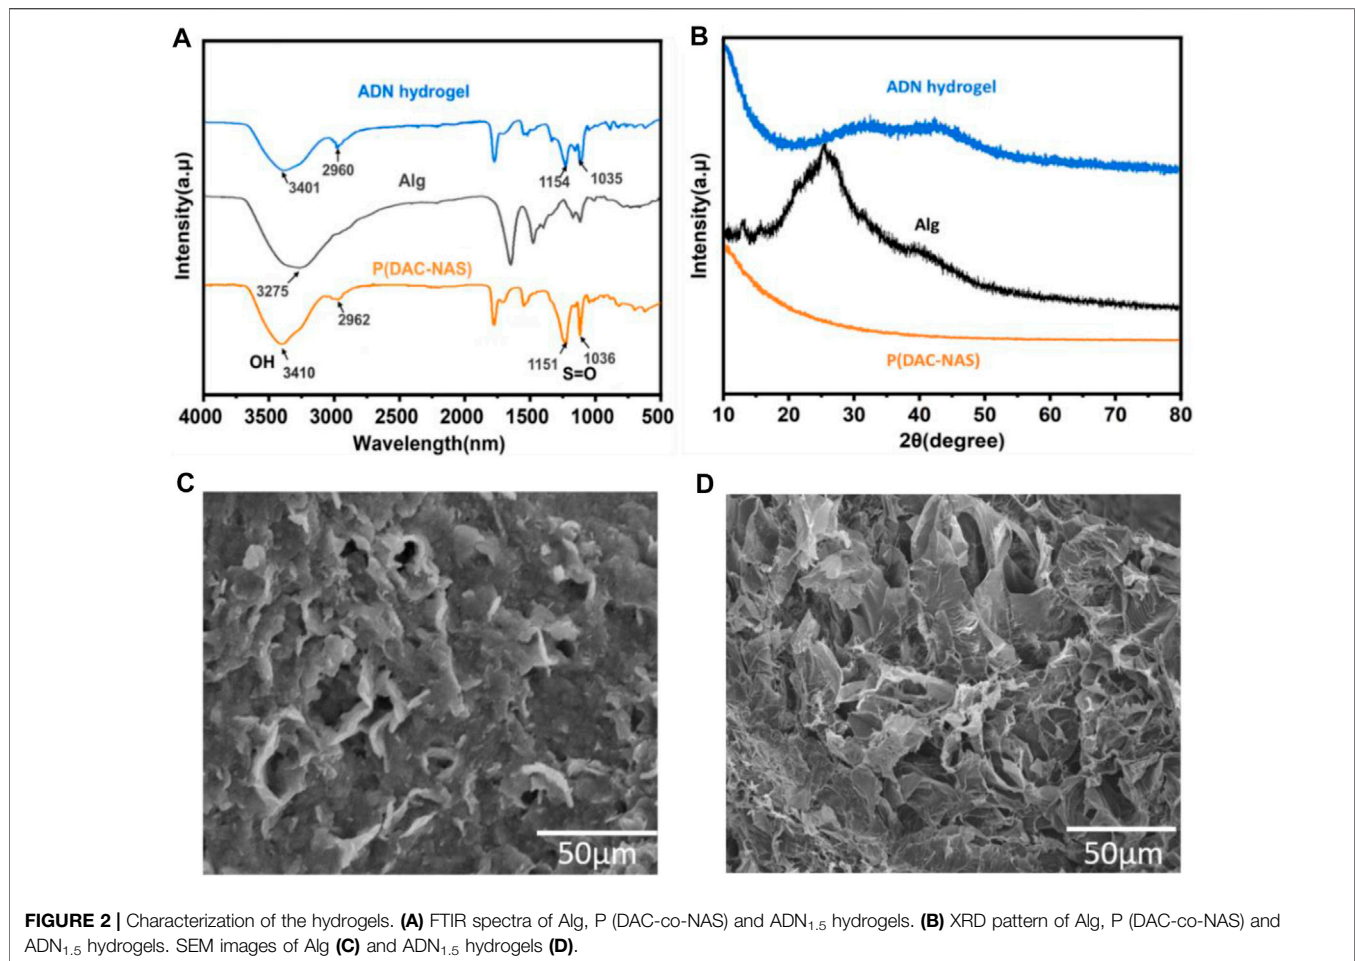 A
ADN hydrogel
2960
3401
1154
1035
Alg
3275
P(DAC-NAS)
2962
OH
3410
1151
1036
S=O
Intensity(a.μ)
4000 3500 3000 2500 2000 1500 1000 500
Wavelength(nm)
B
ADN hydrogel
Alg
P(DAC-NAS)
Intensity(a.μ)
10 20 30 40 50 60 70 80
2θ(degree)
C
50μm
D
50μm
FIGURE 2 | Characterization of the hydrogels. (A) FTIR spectra of Alg, P (DAC-co-NAS) and ADN1.5 hydrogels. (B) XRD pattern of Alg, P (DAC-co-NAS) and
ADN1.5 hydrogels. SEM images of Alg (C) and ADN1.5 hydrogels (D).